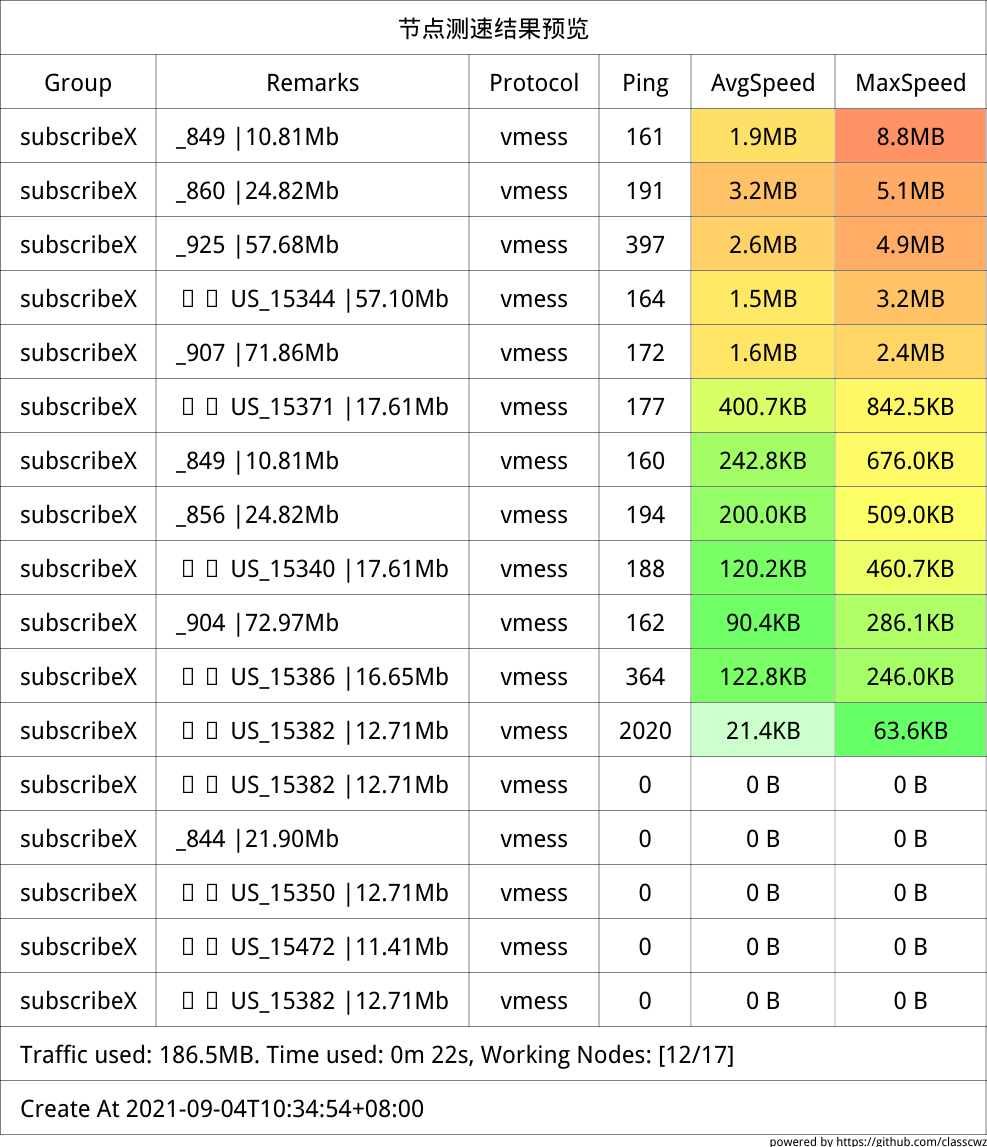 节点测速结果预览
Group Remarks Protocol Ping AvgSpeed MaxSpeed
subscribeX _849 |10.81Mb vmess 161 1.9MB 8.8MB
subscribeX _860 |24.82Mb vmess 191 3.2MB 5.1MB
subscribeX _925 |57.68Mb vmess 397 2.6MB 4.9MB
subscribeX US_15344 |57.10Mb vmess 164 1.5MB 3.2MB
subscribeX _907 |71.86Mb vmess 172 1.6MB 2.4MB
subscribeX US_15371 |17.61Mb vmess 177 400.7KB 842.5KB
subscribeX _849 |10.81Mb vmess 160 242.8KB 676.0KB
subscribeX _856 |24.82Mb vmess 194 200.0KB 509.0KB
subscribeX US_15340 |17.61Mb vmess 188 120.2KB 460.7KB
subscribeX _904 |72.97Mb vmess 162 90.4KB 286.1KB
subscribeX US_15386 |16.65Mb vmess 364 122.8KB 246.0KB
subscribeX US_15382 |12.71Mb vmess 2020 21.4KB 63.6KB
subscribeX US_15382 |12.71Mb vmess 0 0 B 0 B
subscribeX _844 |21.90Mb vmess 0 0 B 0 B
subscribeX US_15350 |12.71Mb vmess 0 0 B 0 B
subscribeX US_15472 |11.41Mb vmess 0 0 B 0 B
subscribeX US_15382 |12.71Mb vmess 0 0 B 0 B
Traffic used: 186.5MB. Time used: 0m 22s, Working Nodes: [12/17]
Create At 2021-09-04T10:34:54+08:00
powered by https://github.com/classcwz